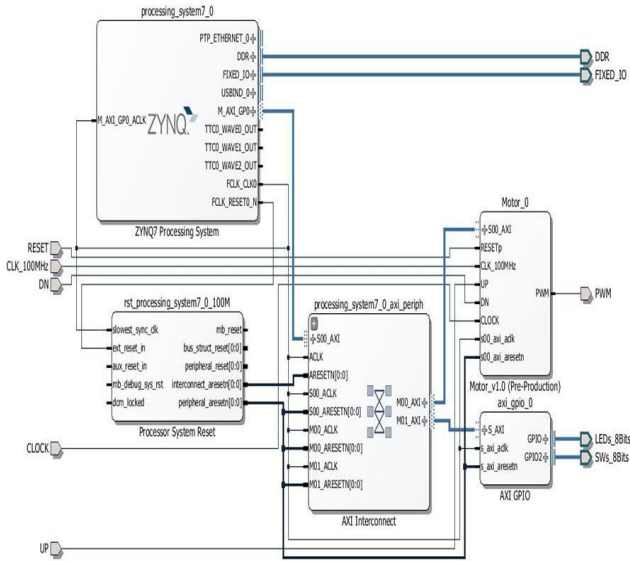 processing_system7_0
PTP_ETHERNET_0
DDR
FIXED_IO
USBIND_0
M_AXI_GP0
TTC0_WAVE0_OUT
TTC0_WAVE1_OUT
TTC0_WAVE2_OUT
FCLK_CLK0
FCLK_RESET0_N
M_AXI_GP0_ACLK
ZYNQ
ZYNQ7 Processing System
DDR
FIXED_IO
RESET
CLK_100MHz
DN
CLOCK
UP
rst_processing_system7_0_100M
slowest_sync_clk
ext_reset_in
aux_reset_in
mb_debug_sys_rst
dcm_locked
mb_reset
bus_struct_reset[0:0]
peripheral_reset[0:0]
interconnect_aresetn[0:0]
peripheral_aresetn[0:0]
Processor System Reset
processing_system7_0_axi_periph
S00_AXI
ACLK
ARESETN[0:0]
S00_ACLK
S00_ARESETN[0:0]
M00_ACLK
M00_ARESETN[0:0]
M01_ACLK
M01_ARESETN[0:0]
M00_AXI
M01_AXI
AXI Interconnect
Motor_0
S00_AXI
RESETp
CLK_100MHz
UP
DN
CLOCK
s00_axi_aclk
s00_axi_aresetn
PWM
Motor_v1.0 (Pre-Production)
PWM
axi_gpio_0
S_AXI
s_axi_aclk
s_axi_aresetn
GPIO
GPIO2
AXI GPIO
LEDs_8Bits
SWs_8Bits